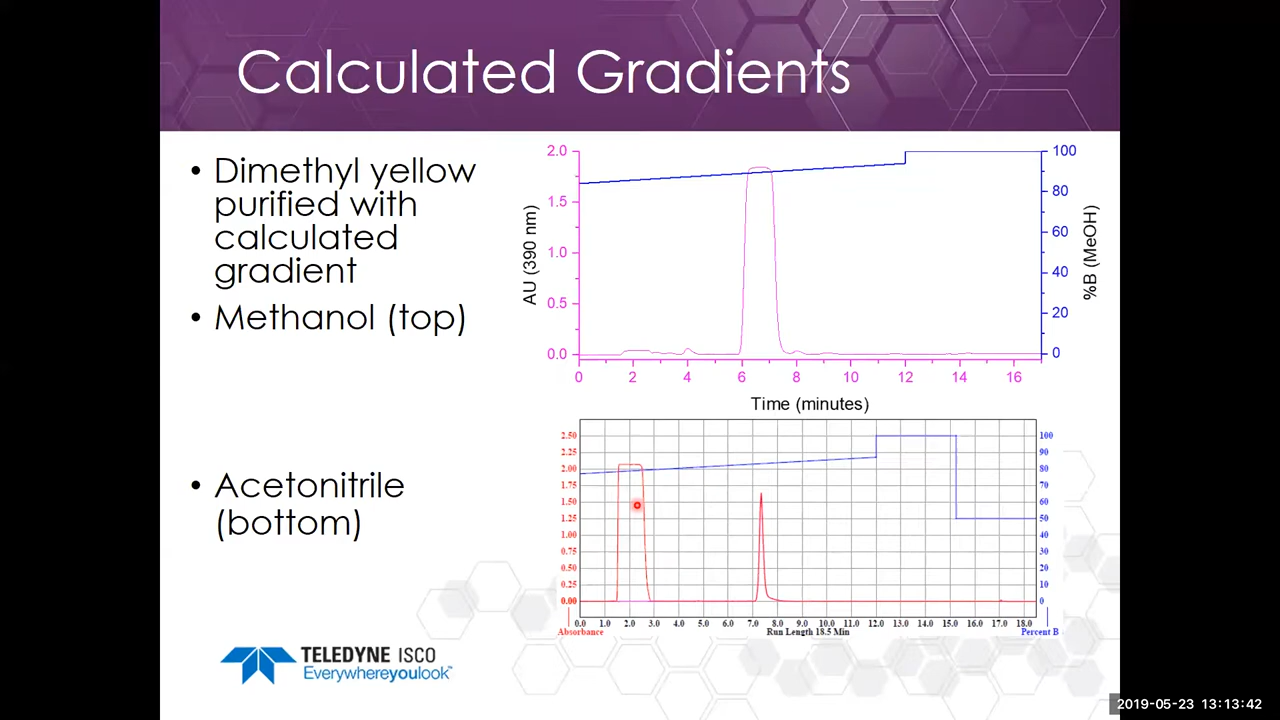 Calculated Gradients
• Dimethyl yellow
purified with
calculated
gradient
• Methanol (top)
• Acetonitrile
(bottom)
2.0
1.5
1.0
0.5
0.0
AU (390 nm)
100
80
60
40
20
0
%B (MeOH)
0 2 4 6 8 10 12 14 16
Time (minutes)
2.50
2.25
2.00
1.75
1.50
1.25
1.00
0.75
0.50
0.25
0.00
100
90
80
70
60
50
40
30
20
10
0
0.0 1.0 2.0 3.0 4.0 5.0 6.0 7.0 8.0 9.0 10.0 11.0 12.0 13.0 14.0 15.0 16.0 17.0 18.0
Absorbance Run Length 18.5 Min Percent B
TELEDYNE ISCO
Everywhereyoulook™
2019-05-23 13:13:42